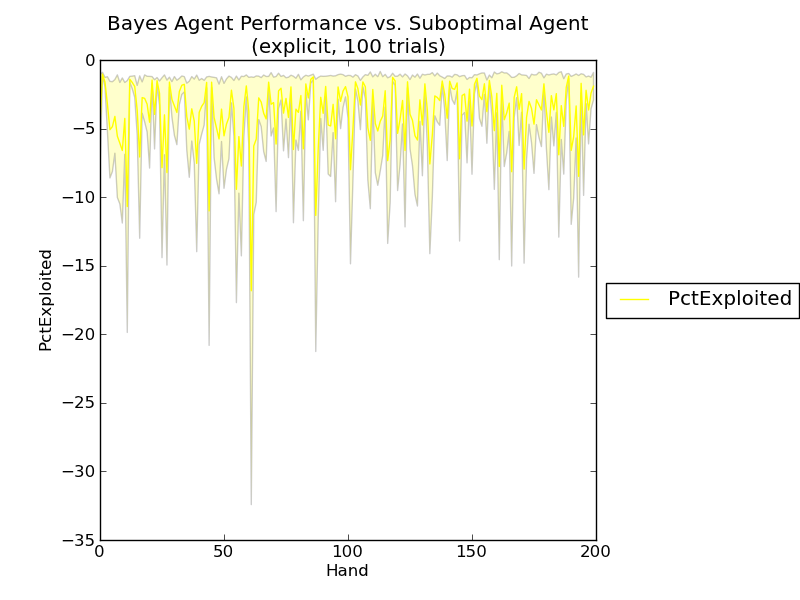 Bayes Agent Performance vs. Suboptimal Agent
(explicit, 100 trials)
0
−5
−10
−15
−20
−25
−30
−35
PctExploited
0 50 100 150 200
Hand
PctExploited